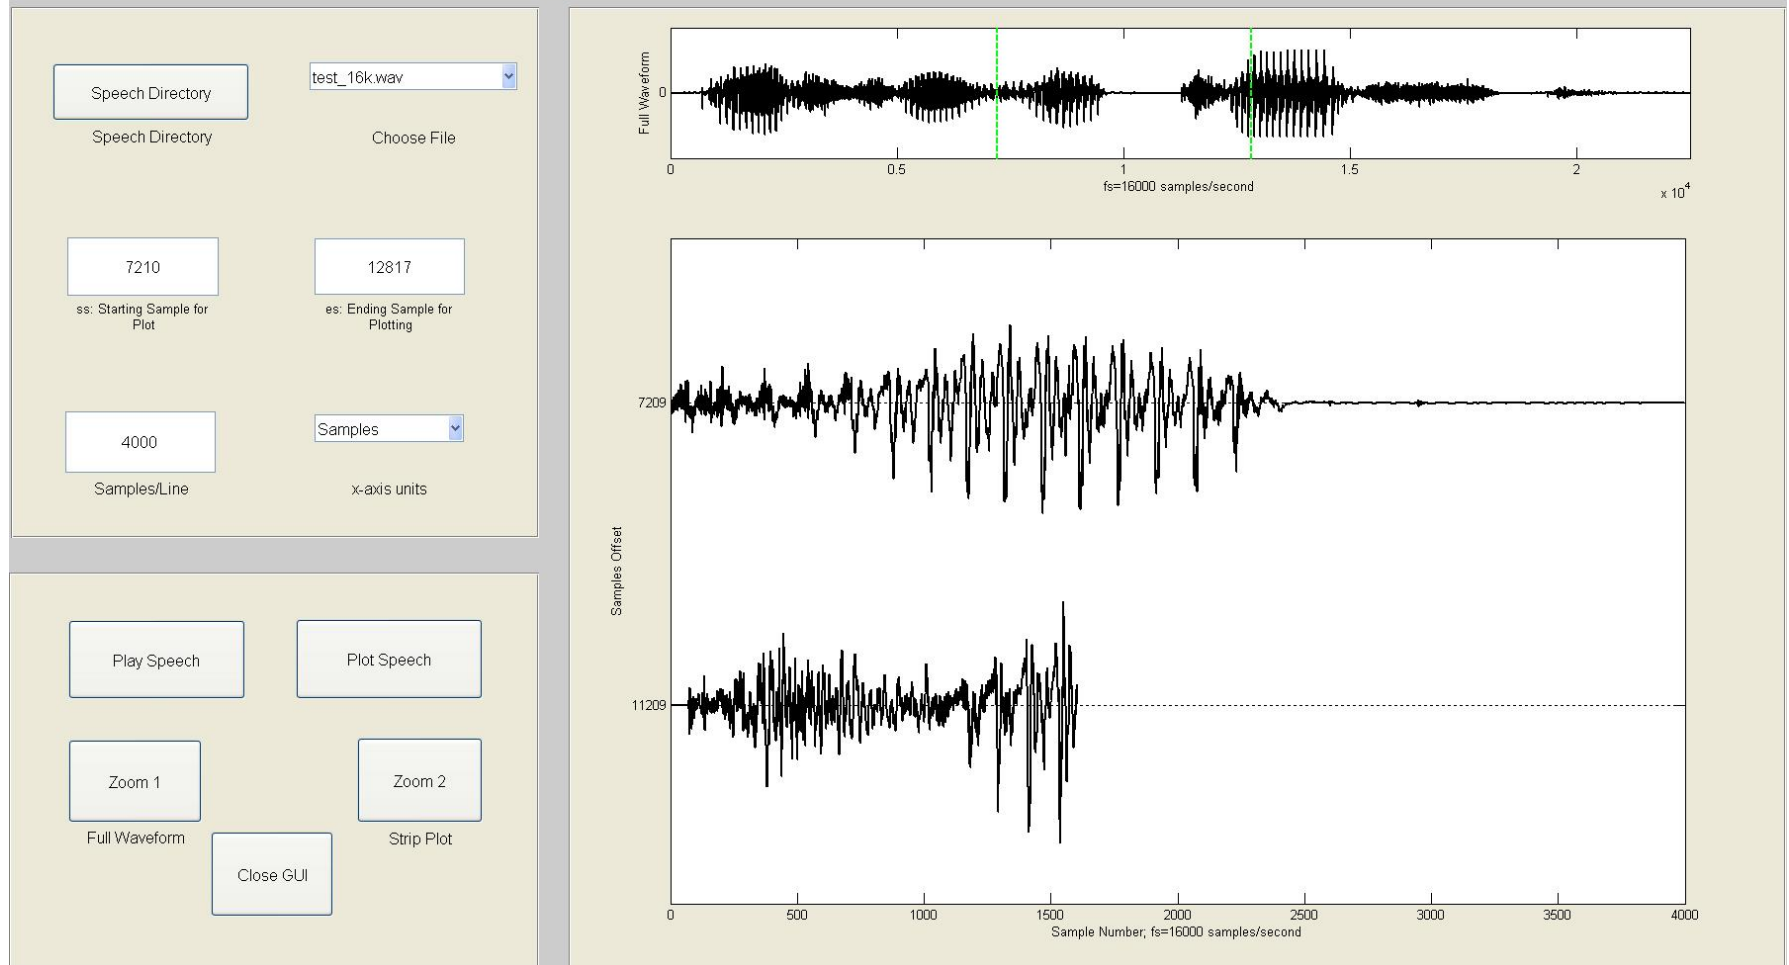 Speech Directory
Speech Directory
test_16k.wav
Choose File
7210
ss: Starting Sample for
Plot
12817
es: Ending Sample for
Plotting
4000
Samples/Line
Samples
x-axis units
Play Speech
Plot Speech
Zoom 1
Full Waveform
Zoom 2
Strip Plot
Close GUI
Full Waveform
0
0 0.5 1 1.5 2
x 10^4
fs=16000 samples/second
Samples Offset
7209
11209
0 500 1000 1500 2000 2500 3000 3500 4000
Sample Number; fs=16000 samples/second